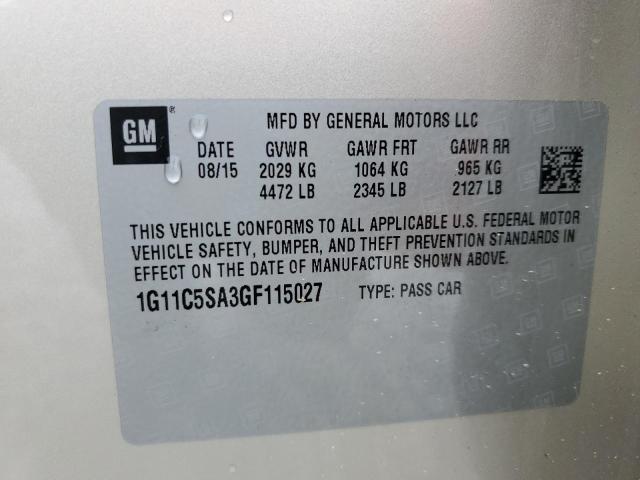 GM ®
MFD BY GENERAL MOTORS LLC
DATE GVWR GAWR FRT GAWR RR
08/15 2029 KG 1064 KG 965 KG
4472 LB 2345 LB 2127 LB
THIS VEHICLE CONFORMS TO ALL APPLICABLE U.S. FEDERAL MOTOR
VEHICLE SAFETY, BUMPER, AND THEFT PREVENTION STANDARDS IN
EFFECT ON THE DATE OF MANUFACTURE SHOWN ABOVE.
1G11C5SA3GF115027 TYPE: PASS CAR